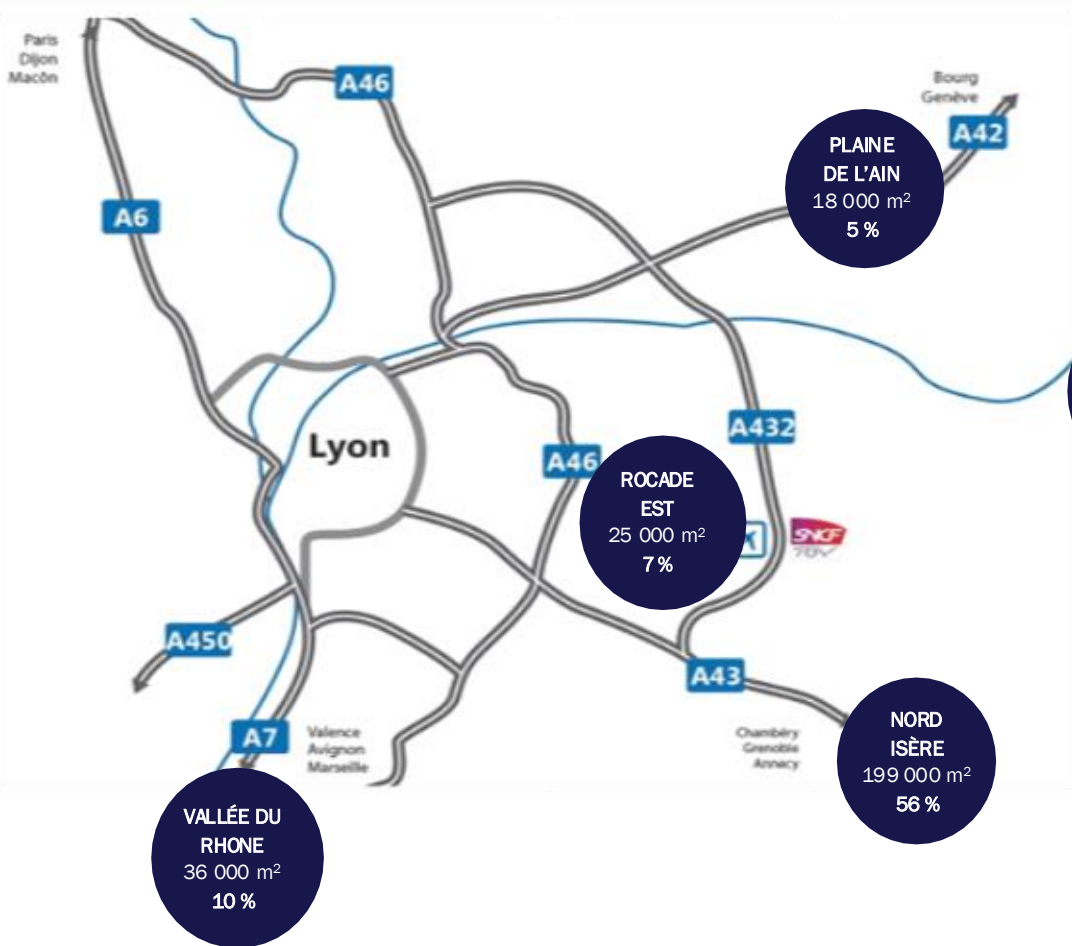 Paris
Dijon
Macôn
A46
Bourg
Genève
A42
PLAINE
DE L'AIN
18 000 m²
5 %
A6
Lyon
A432
A46
ROCADE
EST
25 000 m²
7 %
SNCF
TGV
A450
A43
A7
Valence
Avignon
Marseille
Chambéry
Grenoble
Annecy
NORD
ISÈRE
199 000 m²
56 %
VALLÉE DU
RHONE
36 000 m²
10 %